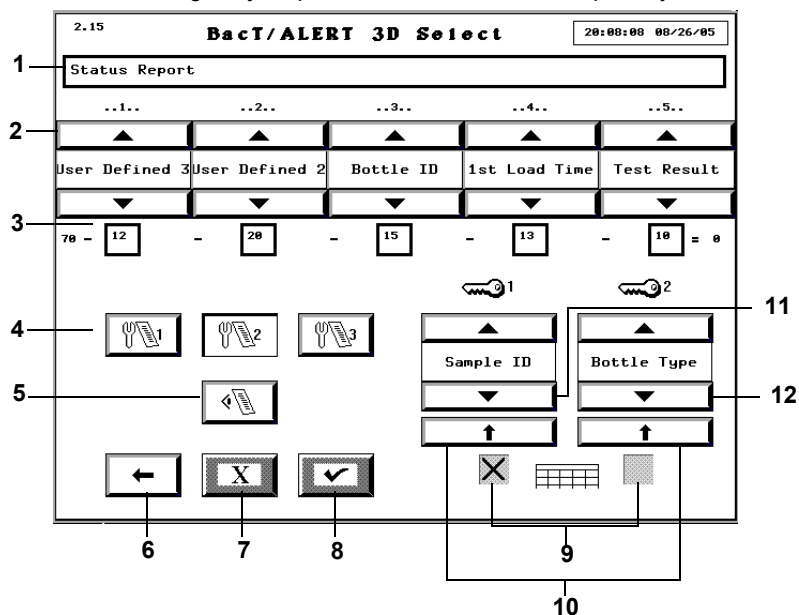 2.15 BacT/ALERT 3D Select 20:08:08 08/26/05
1 Status Report
..1.. ..2.. ..3.. ..4.. ..5..
2
User Defined 3 User Defined 2 Bottle ID 1st Load Time Test Result
3
70 - 12 - 20 - 15 - 13 - 10 = 0
1 2
11
4 1 2 3
Sample ID Bottle Type
5 12
X
6 7 8 9
10